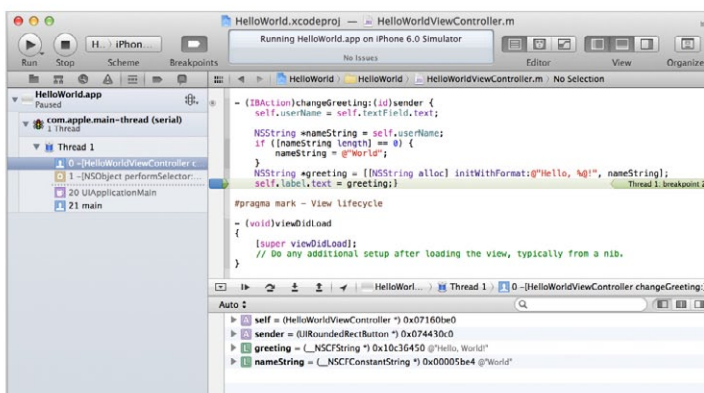 HelloWorld.xcodeproj — HelloWorldViewController.m
Running HelloWorld.app on iPhone 6.0 Simulator
No Issues
H...) iPhon...
Run Stop Scheme Breakpoints Editor View Organize
HelloWorld HelloWorld HelloWorldViewController.m No Selection
HelloWorld.app
Paused
com.apple.main-thread (serial)
1 Thread
Thread 1
0 -[HelloWorldViewController c...
1 -[NSObject performSelector:...
20 UIApplicationMain
21 main
- (IBAction)changeGreeting:(id)sender {
self.userName = self.textField.text;
NSString *nameString = self.userName;
if ([nameString length] == 0) {
nameString = @"World";
}
NSString *greeting = [[NSString alloc] initWithFormat:@"Hello, %@!", nameString];
self.label.text = greeting;}
Thread 1: breakpoint 2
#pragma mark - View lifecycle
- (void)viewDidLoad
{
[super viewDidLoad];
// Do any additional setup after loading the view, typically from a nib.
}
HelloWorl... Thread 1 0 -[HelloWorldViewController changeGreeting:]
Auto
self = (HelloWorldViewController *) 0x07160be0
sender = (UIRoundedRectButton *) 0x074430c0
greeting = (__NSCFString *) 0x10c36450 @"Hello, World!"
nameString = (__NSCFConstantString *) 0x00005be4 @"World"